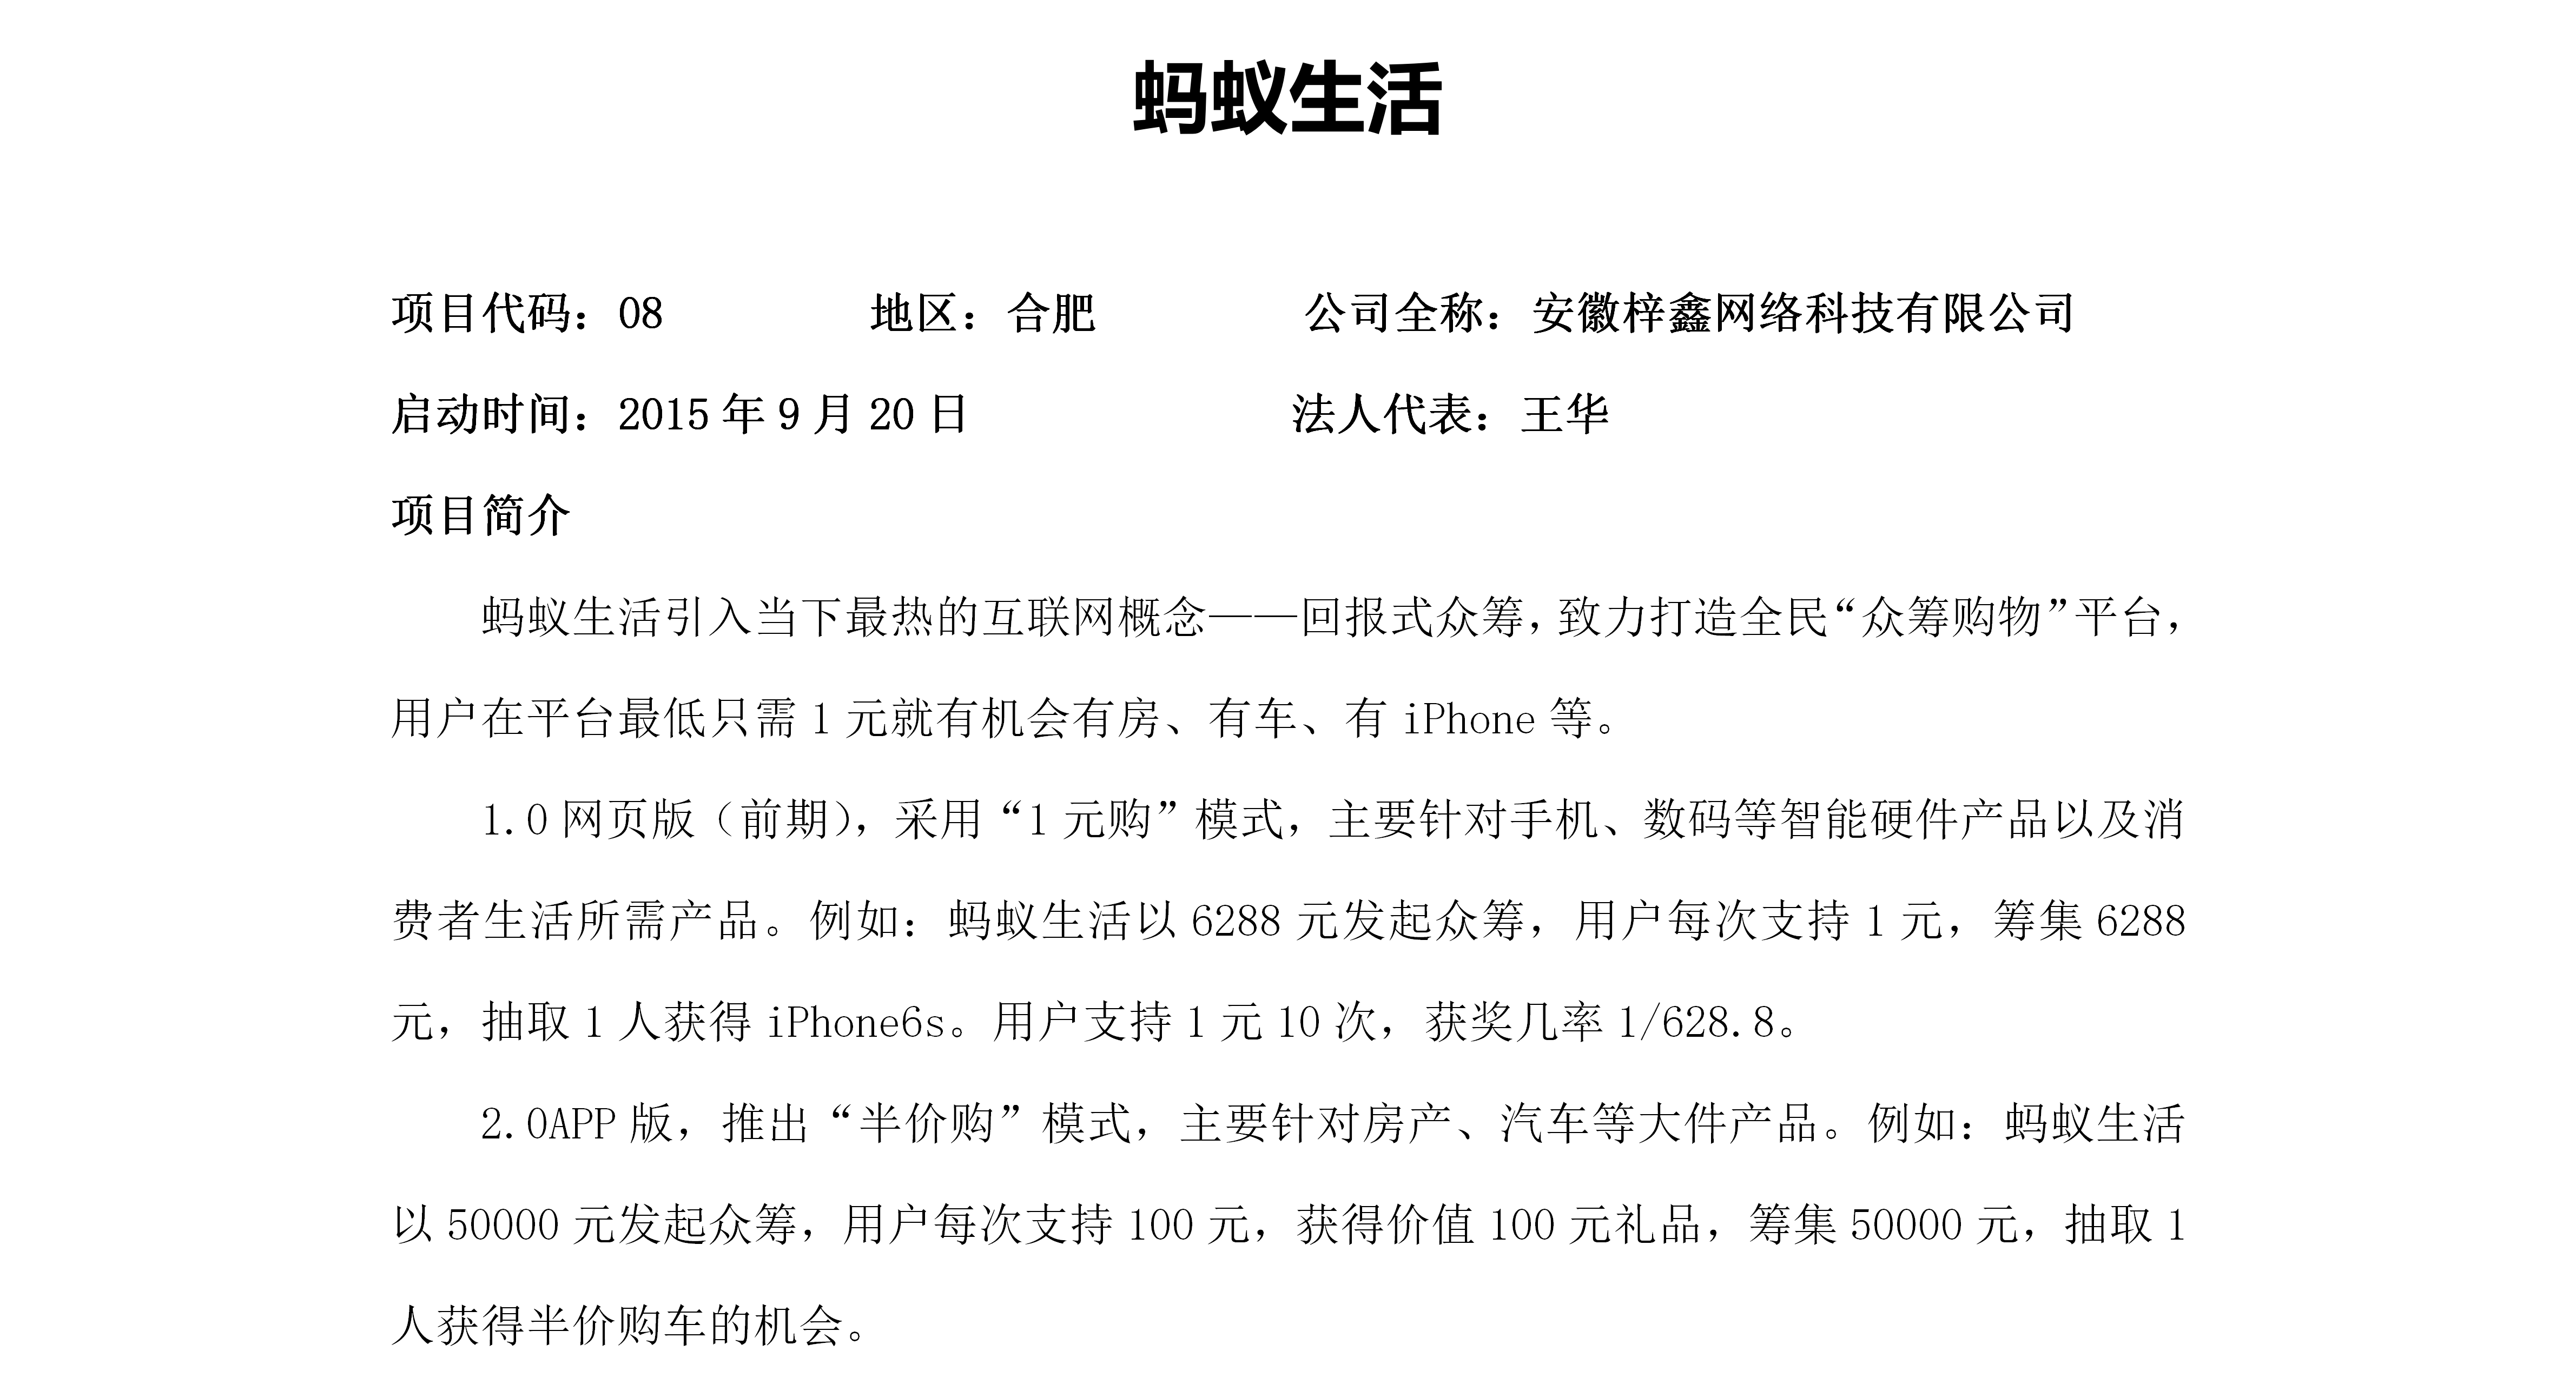 蚂蚁生活
项目代码：08 地区：合肥 公司全称：安徽梓鑫网络科技有限公司
启动时间：2015 年 9 月 20 日 法人代表：王华
项目简介
蚂蚁生活引入当下最热的互联网概念——回报式众筹，致力打造全民“众筹购物”平台，
用户在平台最低只需 1 元就有机会有房、有车、有 iPhone 等。
1.0 网页版（前期），采用“1 元购”模式，主要针对手机、数码等智能硬件产品以及消
费者生活所需产品。例如：蚂蚁生活以 6288 元发起众筹，用户每次支持 1 元，筹集 6288
元，抽取 1 人获得 iPhone6s。用户支持 1 元 10 次，获奖几率 1/628.8。
2.0APP 版，推出“半价购”模式，主要针对房产、汽车等大件产品。例如：蚂蚁生活
以 50000 元发起众筹，用户每次支持 100 元，获得价值 100 元礼品，筹集 50000 元，抽取 1
人获得半价购车的机会。